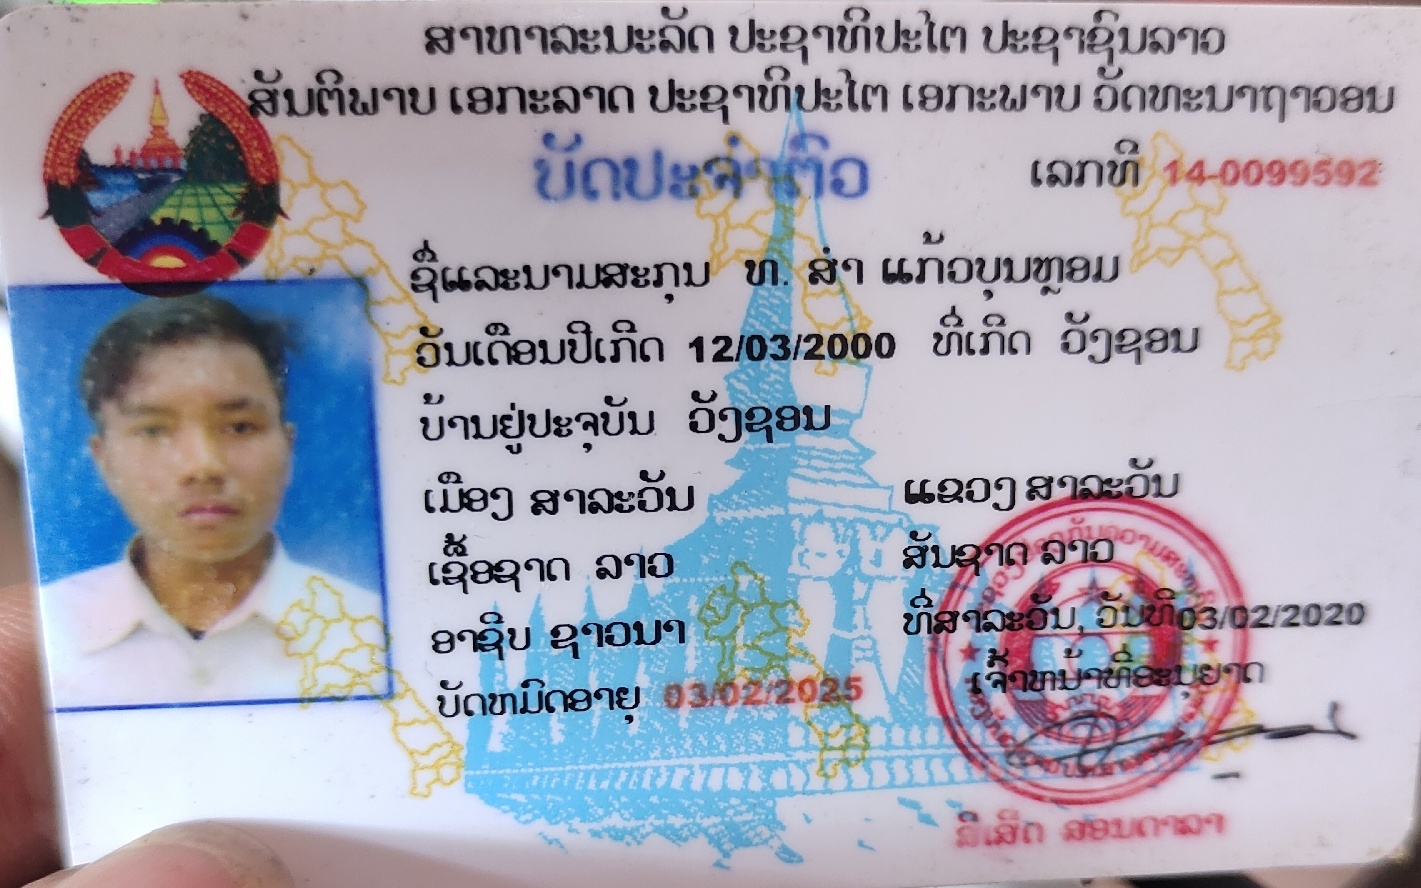 ສາທາລະນະລັດ ປະຊາທິປະໄຕ ປະຊາຊົນລາວ
ສັນຕິພາບ ເອກະລາດ ປະຊາທິປະໄຕ ເອກະພາບ ວັດທະນາຖາວອນ
ບັດປະຈຳຕົວ
ເລກທີ 14-0099592
ຊື່ແລະນາມສະກຸນ ທ. ສຳ ແກ້ວບຸນຫຼອມ
ວັນເດືອນປີເກີດ 12/03/2000 ທີ່ເກີດ ວັງຊອນ
ບ້ານຢູ່ປະຈຸບັນ ວັງຊອນ
ເມືອງ ສາລະວັນ ແຂວງ ສາລະວັນ
ເຊື້ອຊາດ ລາວ ສັນຊາດ ລາວ
ອາຊີບ ຊາວນາ ທີ່ສາລະວັນ, ວັນທີ 03/02/2020
ບັດຫມົດອາຍຸ 03/02/2025 ເຈົ້າຫນ້າທີ່ອະນຸຍາດ
ສອນດາລາ